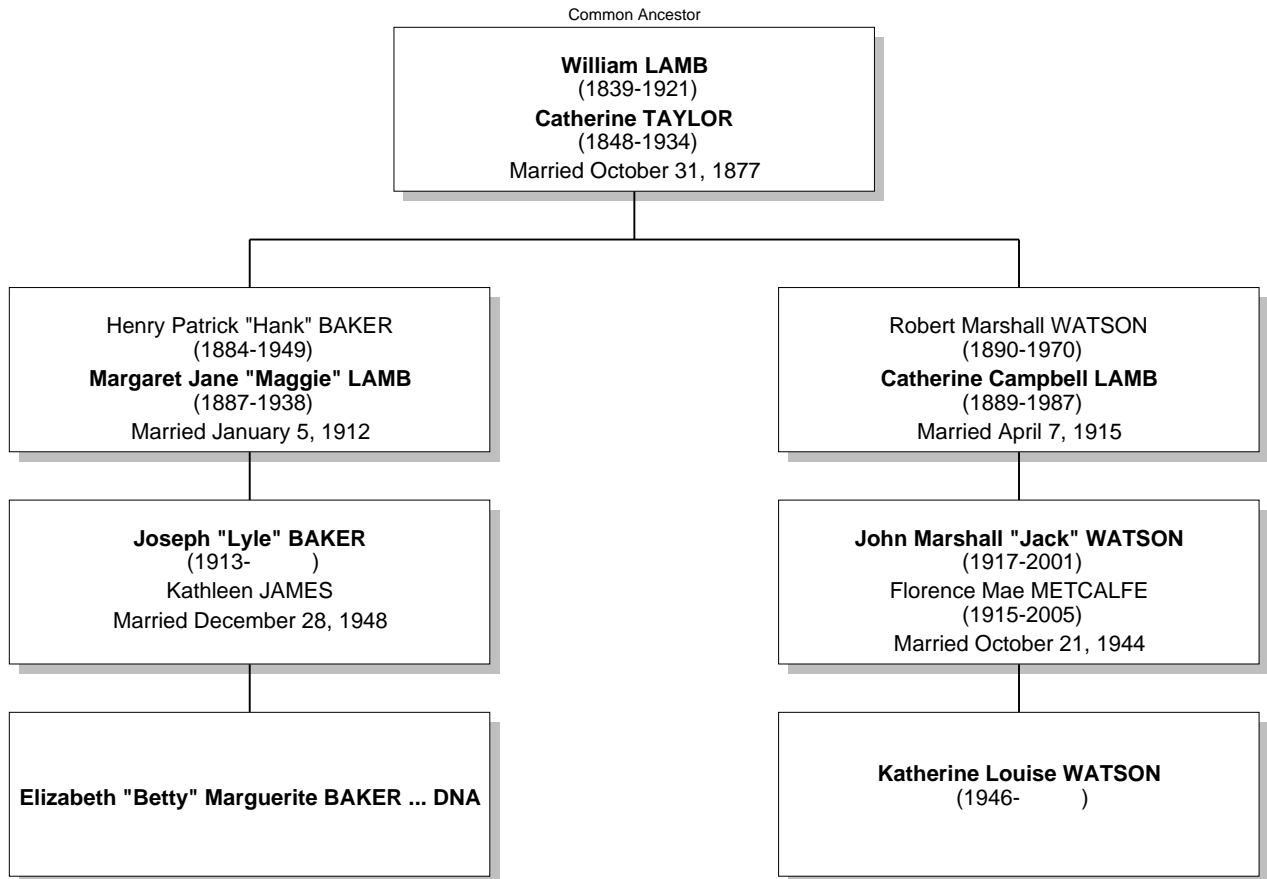 Common Ancestor
William LAMB
(1839-1921)
Catherine TAYLOR
(1848-1934)
Married October 31, 1877
Henry Patrick "Hank" BAKER
(1884-1949)
Margaret Jane "Maggie" LAMB
(1887-1938)
Married January 5, 1912
Robert Marshall WATSON
(1890-1970)
Catherine Campbell LAMB
(1889-1987)
Married April 7, 1915
Joseph "Lyle" BAKER
(1913- )
Kathleen JAMES
Married December 28, 1948
John Marshall "Jack" WATSON
(1917-2001)
Florence Mae METCALFE
(1915-2005)
Married October 21, 1944
Elizabeth "Betty" Marguerite BAKER ... DNA
Katherine Louise WATSON
(1946- )